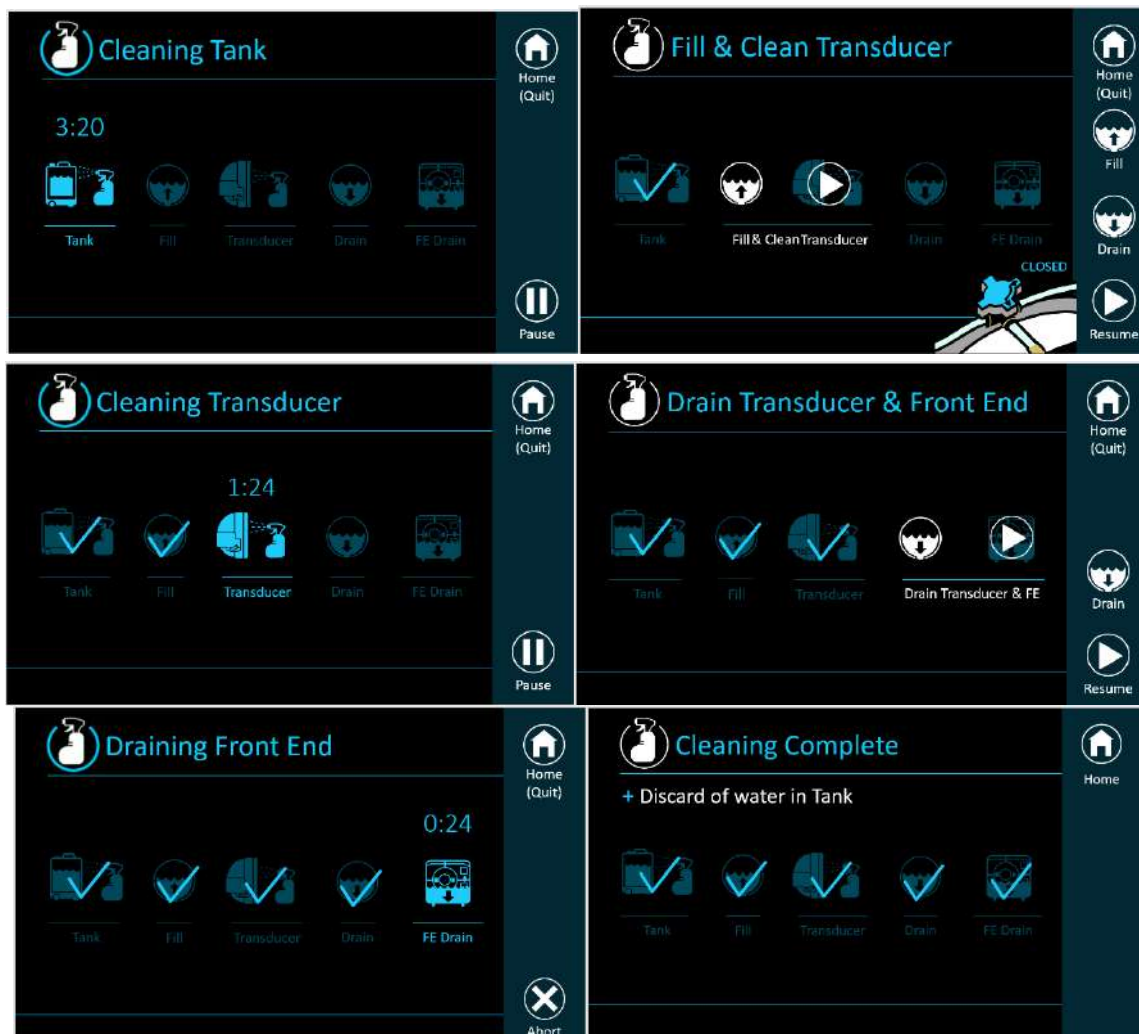 Cleaning Tank
Home
(Quit)
3:20
Tank Fill Transducer Drain FE Drain
Pause
Fill & Clean Transducer
Home
(Quit)
Fill
Drain
Tank Fill & Clean Transducer Drain FE Drain
CLOSED
Resume
Cleaning Transducer
Home
(Quit)
1:24
Tank Fill Transducer Drain FE Drain
Pause
Drain Transducer & Front End
Home
(Quit)
Tank Fill Transducer Drain Transducer & FE
Drain
Resume
Draining Front End
Home
(Quit)
0:24
Tank Fill Transducer Drain FE Drain
Abort
Cleaning Complete
Home
+ Discard of water in Tank
Tank Fill Transducer Drain FE Drain